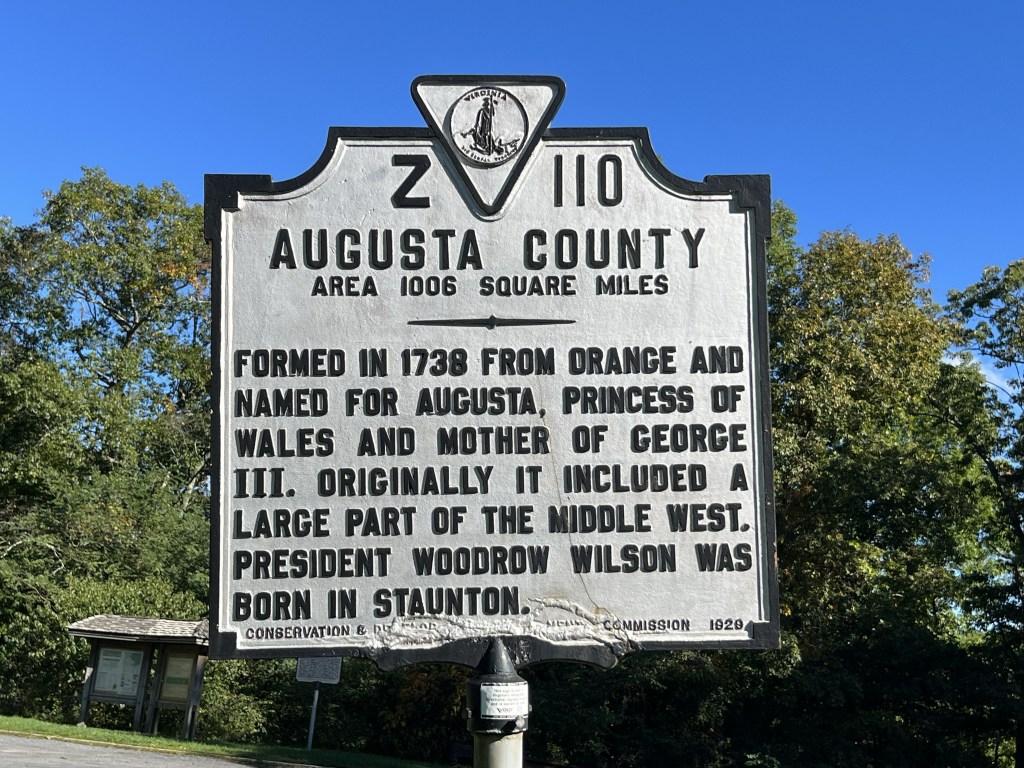 VIRGINIA
Z 110
AUGUSTA COUNTY
AREA 1006 SQUARE MILES
FORMED IN 1738 FROM ORANGE AND
NAMED FOR AUGUSTA, PRINCESS OF
WALES AND MOTHER OF GEORGE
III. ORIGINALLY IT INCLUDED A
LARGE PART OF THE MIDDLE WEST.
PRESIDENT WOODROW WILSON WAS
BORN IN STAUNTON.
CONSERVATION & COMMISSION 1929